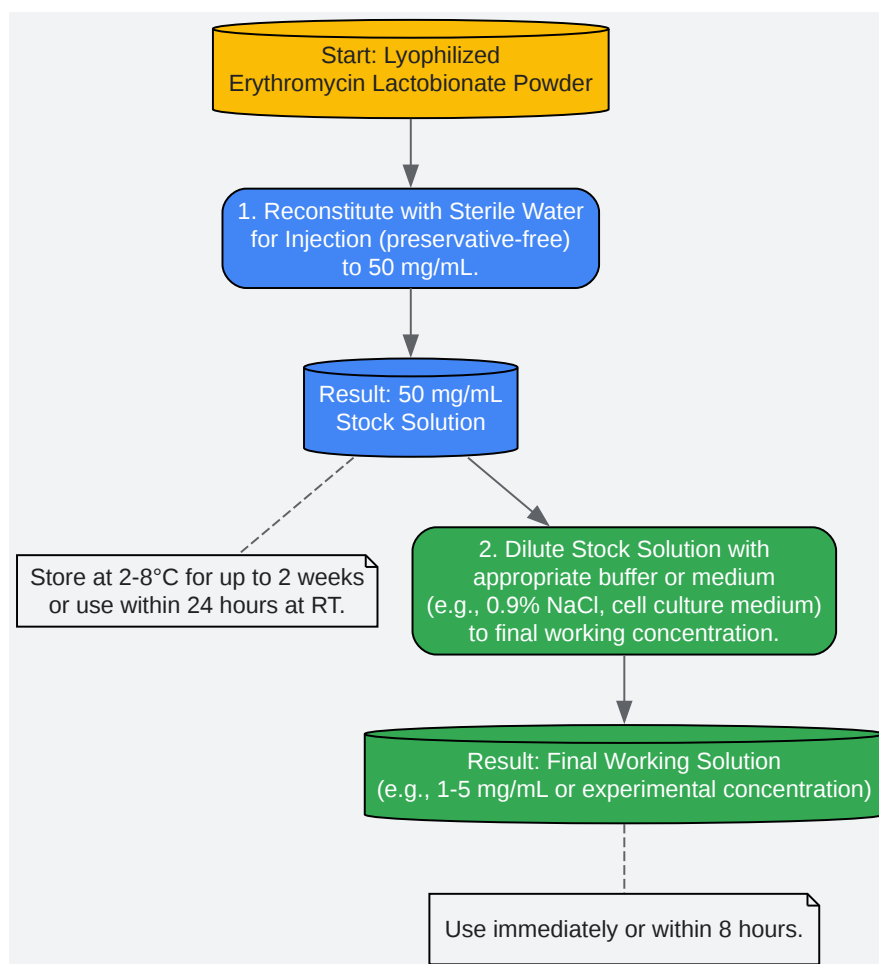 Start: Lyophilized
Erythromycin Lactobionate Powder
1. Reconstitute with Sterile Water
for Injection (preservative-free)
to 50 mg/mL.
Result: 50 mg/mL
Stock Solution
Store at 2-8°C for up to 2 weeks
or use within 24 hours at RT.
2. Dilute Stock Solution with
appropriate buffer or medium
(e.g., 0.9% NaCl, cell culture medium)
to final working concentration.
Result: Final Working Solution
(e.g., 1-5 mg/mL or experimental concentration)
Use immediately or within 8 hours.